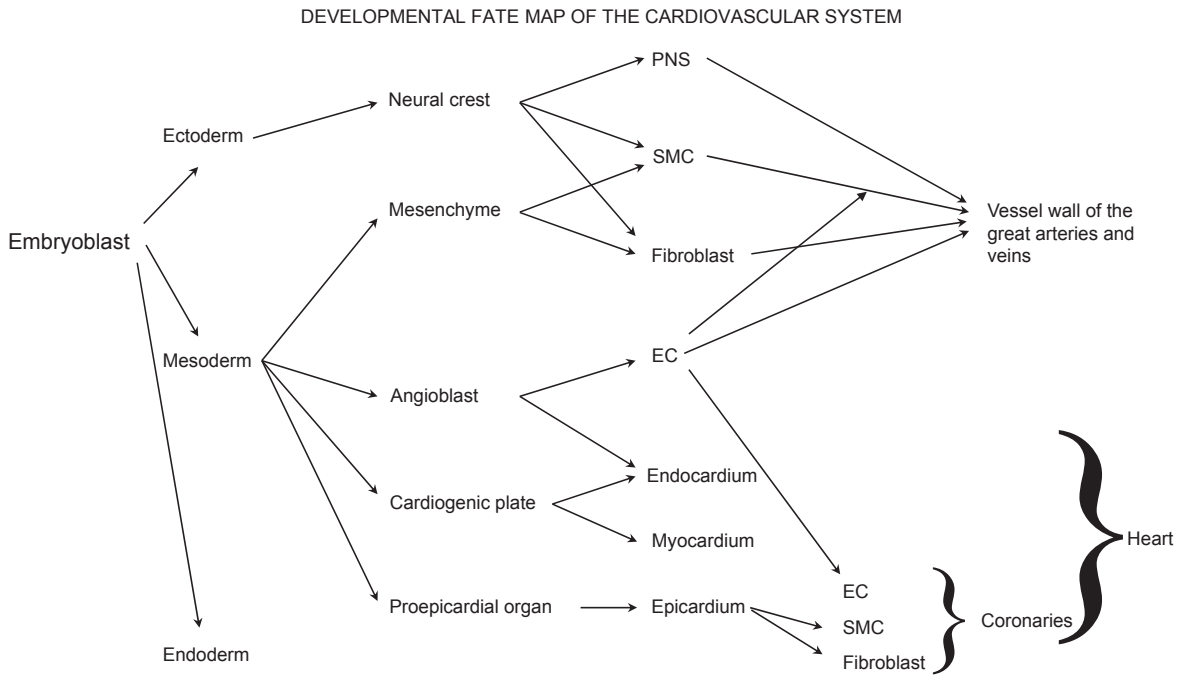 DEVELOPMENTAL FATE MAP OF THE CARDIOVASCULAR SYSTEM
PNS
Neural crest
Ectoderm
SMC
Mesenchyme
Vessel wall of the
great arteries and
veins
Embryoblast
Fibroblast
Mesoderm
EC
Angioblast
Endocardium
Cardiogenic plate
Myocardium
Heart
EC
Proepicardial organ
Epicardium
SMC
Coronaries
Fibroblast
Endoderm